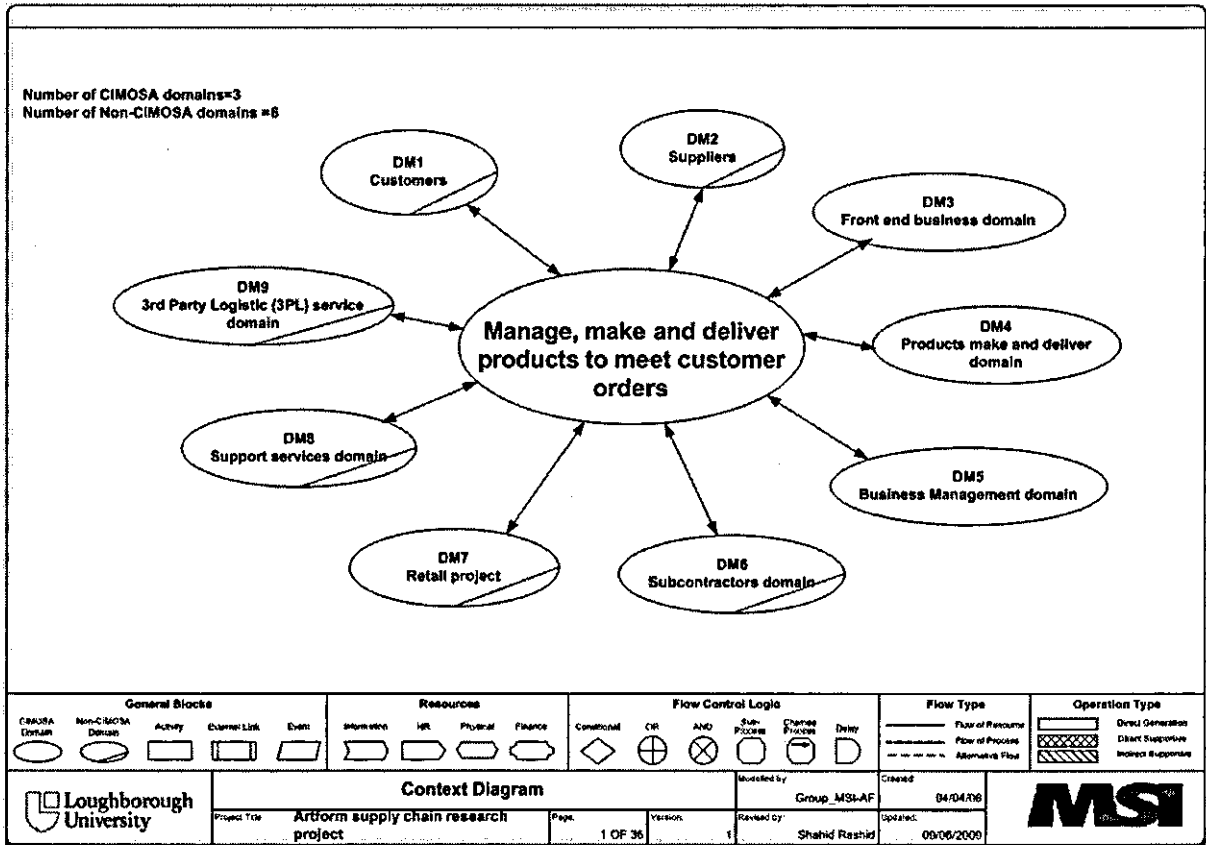 Number of CIMOSA domains=3
Number of Non-CIMOSA domains =6
DM1
Customers
DM2
Suppliers
DM3
Front end business domain
DM9
3rd Party Logistic (3PL) service
domain
Manage, make and deliver
products to meet customer
orders
DM4
Products make and deliver
domain
DM8
Support services domain
DM5
Business Management domain
DM7
Retail project
DM6
Subcontractors domain
General Blocks
Resources
Flow Control Logic
Flow Type
Operation Type
CIMOSA
Domain
Non-CIMOSA
Domain
Activity
External Link
Event
Information
HR
Physical
Finance
Conditional
OR
AND
Sub-
Process
Change
Process
Delay
Flow of Resource
Flow of Process
Alternative Flow
Direct Generation
Direct Supportive
Indirect Supportive
Loughborough
University
Context Diagram
Modelled by
Group_MSI-AF
Created:
04/04/06
Project Title
Artform supply chain research
project
Page:
1 OF 36
Version:
1
Revised by:
Shahid Rashid
Updated:
09/06/2009
MSI